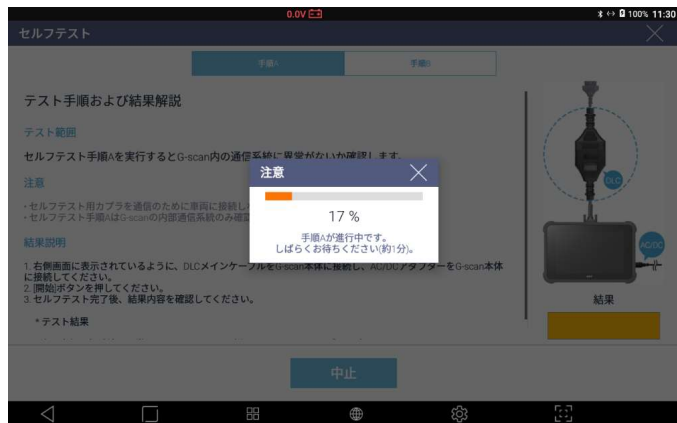 0.0V
100% 11:30
セルフテスト
手順A
手順B
テスト手順および結果解説
テスト範囲
セルフテスト手順Aを実行するとG-scan内の通信系統に異常がないか確認します。
注意
・セルフテスト用カプラを通信のために車両に接続し
・セルフテスト手順AはG-scanの内部通信系統のみ確認
結果説明
1. 右側画面に表示されているように、DLCメインケーブルをG-scan本体に接続し、AC/DCアダプターをG-scan本体
に接続してください。
2. [開始]ボタンを押してください。
3. セルフテスト完了後、結果内容を確認してください。
* テスト結果
注意
17 %
手順Aが進行中です。
しばらくお待ちください(約1分)。
DLC
AC/DC
結果
中止